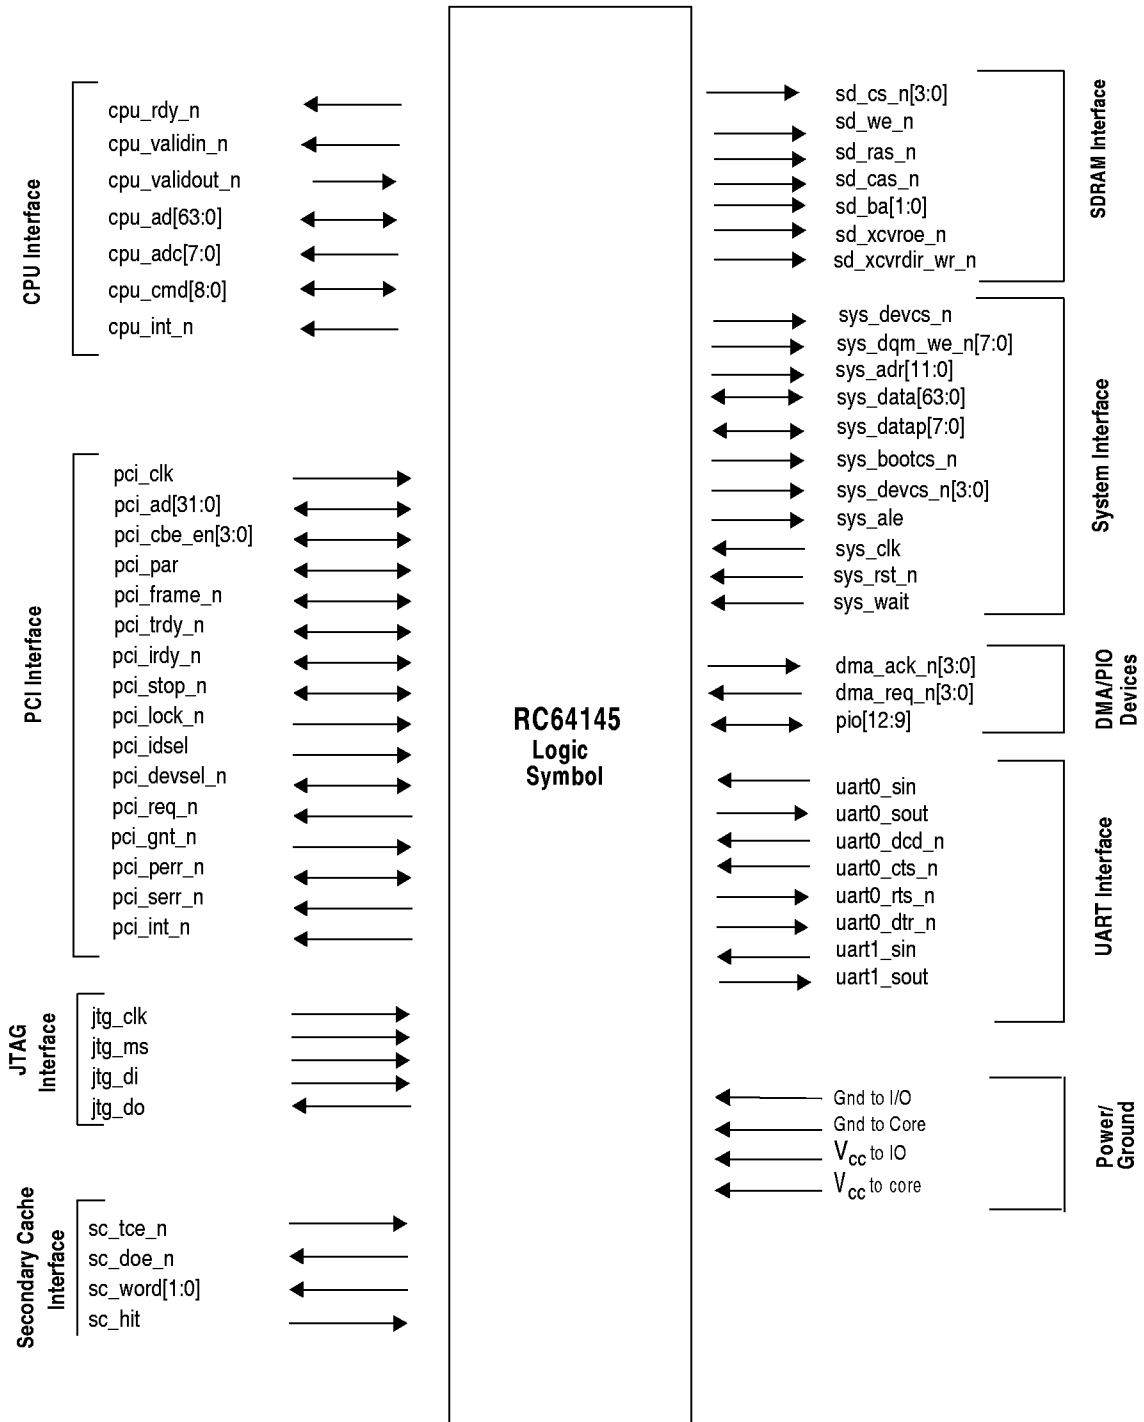 CPU Interface
cpu_rdy_n
cpu_validin_n
cpu_validout_n
cpu_ad[63:0]
cpu_adc[7:0]
cpu_cmd[8:0]
cpu_int_n
PCI Interface
pci_clk
pci_ad[31:0]
pci_cbe_en[3:0]
pci_par
pci_frame_n
pci_trdy_n
pci_irdy_n
pci_stop_n
pci_lock_n
pci_idsel
pci_devsel_n
pci_req_n
pci_gnt_n
pci_perr_n
pci_serr_n
pci_int_n
JTAG
Interface
jtg_clk
jtg_ms
jtg_di
jtg_do
Secondary Cache
Interface
sc_tce_n
sc_doe_n
sc_word[1:0]
sc_hit
RC64145
Logic
Symbol
sd_cs_n[3:0]
sd_we_n
sd_ras_n
sd_cas_n
sd_ba[1:0]
sd_xcvroe_n
sd_xcvrdir_wr_n
SDRAM Interface
sys_devcs_n
sys_dqm_we_n[7:0]
sys_adr[11:0]
sys_data[63:0]
sys_datap[7:0]
sys_bootcs_n
sys_devcs_n[3:0]
sys_ale
sys_clk
sys_rst_n
sys_wait
System Interface
dma_ack_n[3:0]
dma_req_n[3:0]
pio[12:9]
DMA/PIO
Devices
uart0_sin
uart0_sout
uart0_dcd_n
uart0_cts_n
uart0_rts_n
uart0_dtr_n
uart1_sin
uart1_sout
UART Interface
Gnd to I/O
Gnd to Core
Vcc to IO
Vcc to core
Power/
Ground